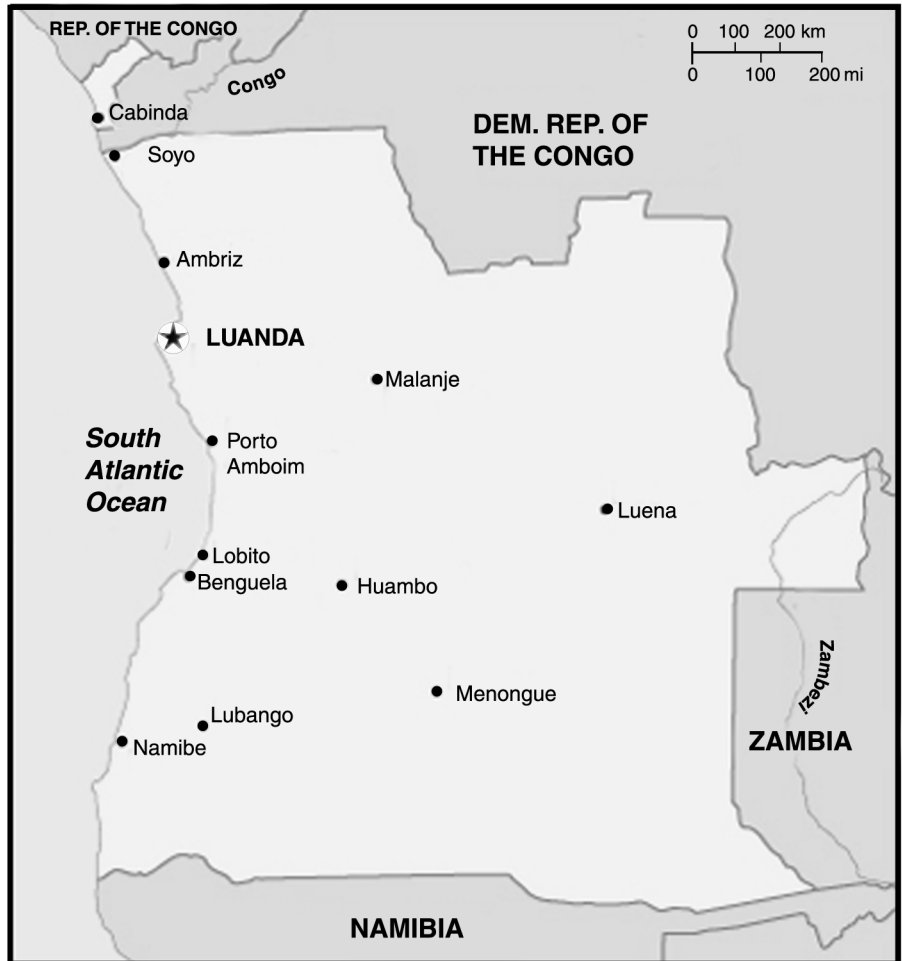 REP. OF THE CONGO
0 100 200 km
0 100 200 mi
Congo
Cabinda
DEM. REP. OF
THE CONGO
Soyo
Ambriz
LUANDA
Malanje
South
Atlantic
Ocean
Porto
Amboim
Luena
Lobito
Benguela
Huambo
Zambezi
Menongue
Lubango
Namibe
ZAMBIA
NAMIBIA